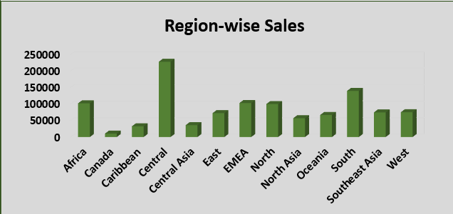 Region-wise Sales
250000
200000
150000
100000
50000
0
Africa
Canada
Caribbean
Central
Central Asia
East
EMEA
North
North Asia
Oceania
South
Southeast Asia
West